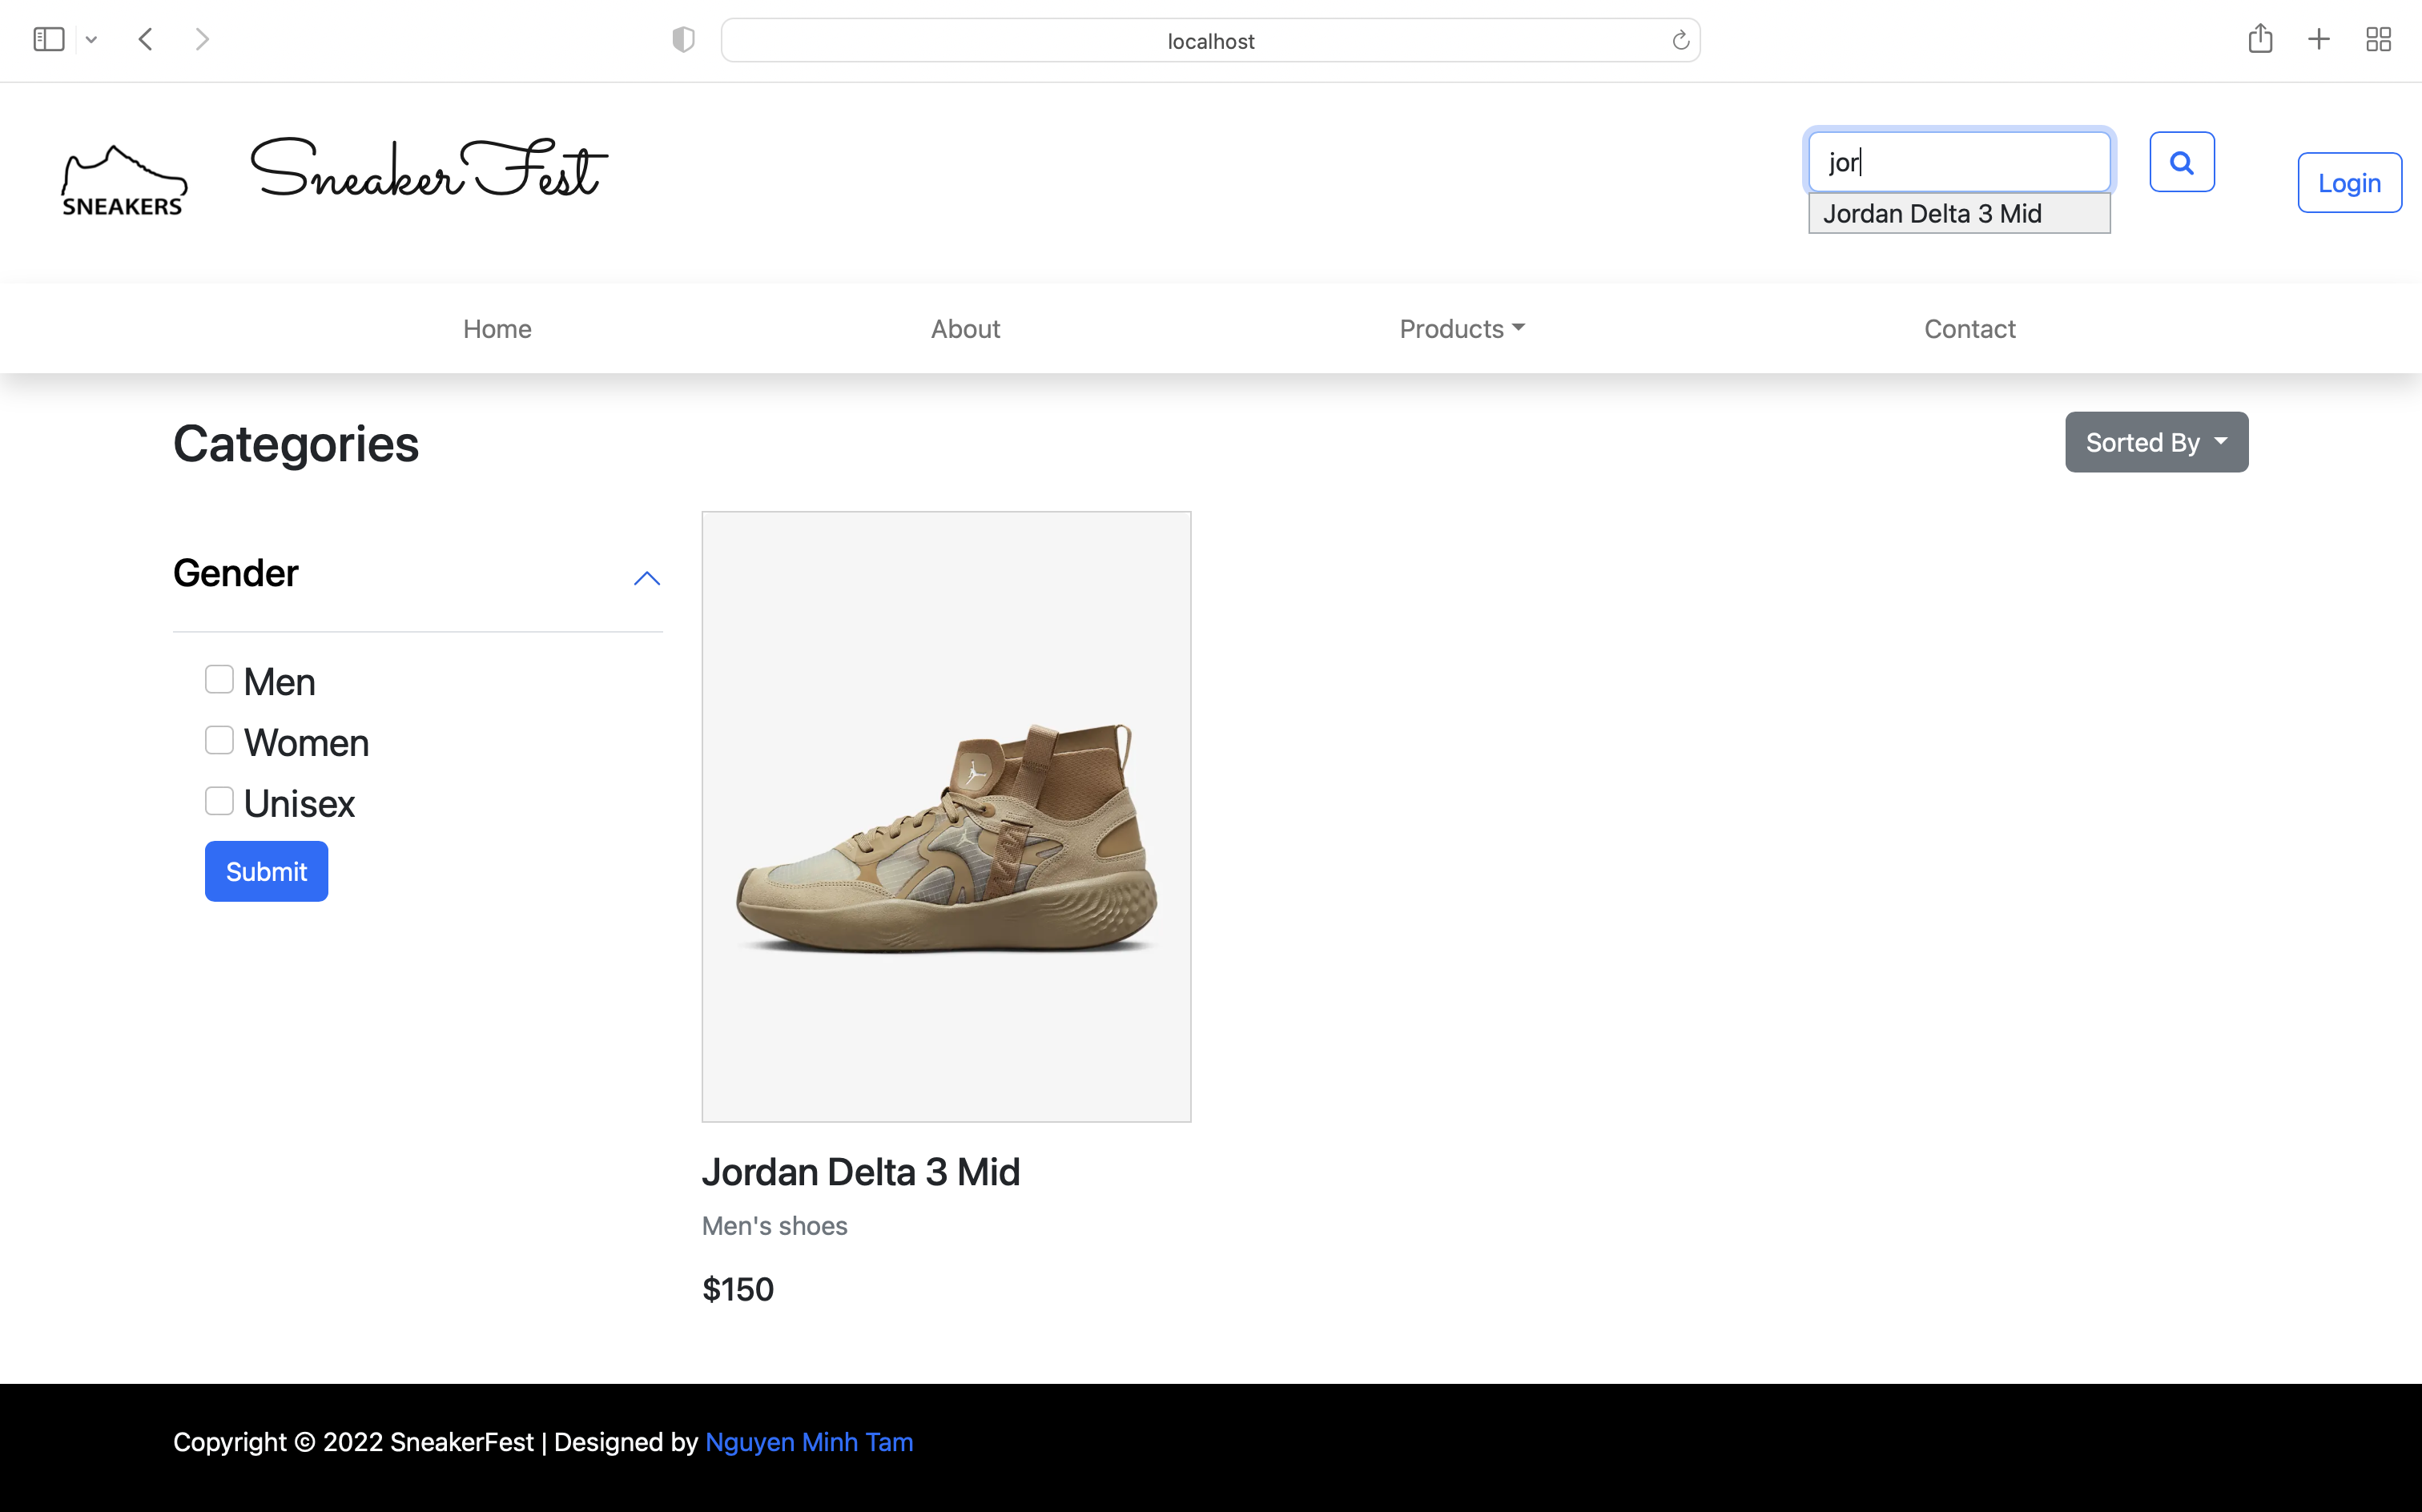 localhost
SNEAKERS
SneakerFest
jor
Login
Jordan Delta 3 Mid
Home
About
Products
Contact
Categories
Sorted By
Gender
Men
Women
Unisex
Submit
Jordan Delta 3 Mid
Men's shoes
$150
Copyright © 2022 SneakerFest | Designed by Nguyen Minh Tam